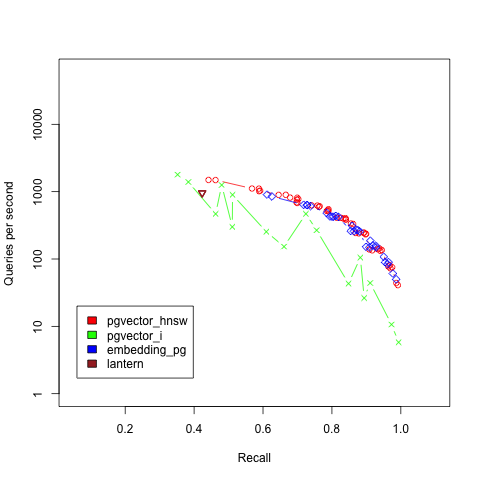 Queries per second
10000
1000
100
10
1
pgvector_hnsw
pgvector_i
embedding_pg
lantern
0.2 0.4 0.6 0.8 1.0
Recall